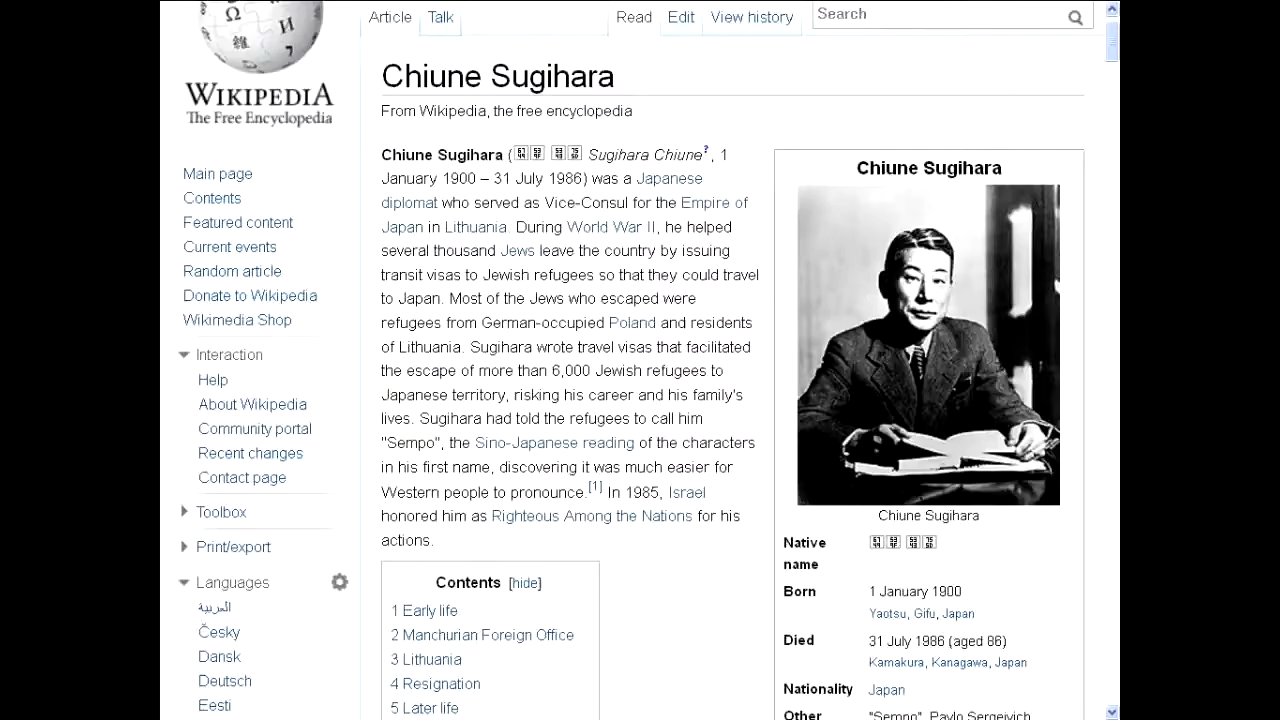 WIKIPEDIA
The Free Encyclopedia
Main page
Contents
Featured content
Current events
Random article
Donate to Wikipedia
Wikimedia Shop
Interaction
Help
About Wikipedia
Community portal
Recent changes
Contact page
Toolbox
Print/export
Languages
العربية
Česky
Dansk
Deutsch
Eesti
Article Talk Read Edit View history Search
Chiune Sugihara
From Wikipedia, the free encyclopedia
Chiune Sugihara ( Sugihara Chiune?, 1
January 1900 – 31 July 1986) was a Japanese
diplomat who served as Vice-Consul for the Empire of
Japan in Lithuania. During World War II, he helped
several thousand Jews leave the country by issuing
transit visas to Jewish refugees so that they could travel
to Japan. Most of the Jews who escaped were
refugees from German-occupied Poland and residents
of Lithuania. Sugihara wrote travel visas that facilitated
the escape of more than 6,000 Jewish refugees to
Japanese territory, risking his career and his family's
lives. Sugihara had told the refugees to call him
"Sempo", the Sino-Japanese reading of the characters
in his first name, discovering it was much easier for
Western people to pronounce.[1] In 1985, Israel
honored him as Righteous Among the Nations for his
actions.
Contents [hide]
1 Early life
2 Manchurian Foreign Office
3 Lithuania
4 Resignation
5 Later life
Chiune Sugihara
Chiune Sugihara
Native
name
Born 1 January 1900
Yaotsu, Gifu, Japan
Died 31 July 1986 (aged 86)
Kamakura, Kanagawa, Japan
Nationality Japan
Other "Sempo", Pavlo Sergeivich